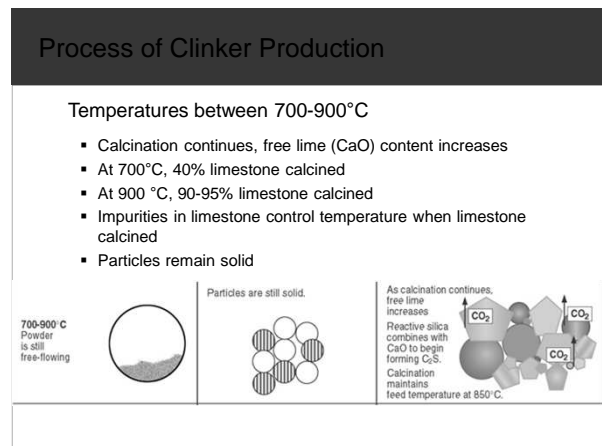 Process of Clinker Production
Temperatures between 700-900°C
▪ Calcination continues, free lime (CaO) content increases
▪ At 700°C, 40% limestone calcined
▪ At 900 °C, 90-95% limestone calcined
▪ Impurities in limestone control temperature when limestone
calcined
▪ Particles remain solid
700-900°C
Powder
is still
free-flowing
Particles are still solid.
As calcination continues,
free lime
increases
Reactive silica
combines with
CaO to begin
forming C₂S.
Calcination
maintains
feed temperature at 850°C.
CO₂
CO₂
CO₂